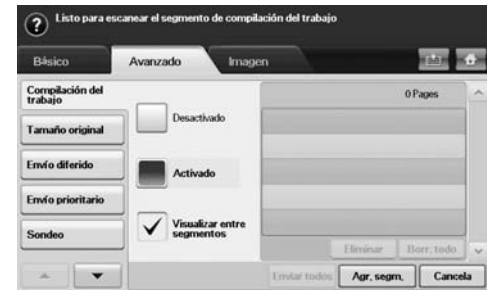 Listo para escanear el segmento de compilación del trabajo
Básico
Avanzado
Imagen
Compilación del
trabajo
Tamaño original
Envío diferido
Envío prioritario
Sondeo
Desactivado
Activado
Visualizar entre
segmentos
0 Pages
Eliminar
Borr. todo
Enviar todos
Agr. segm.
Cancela